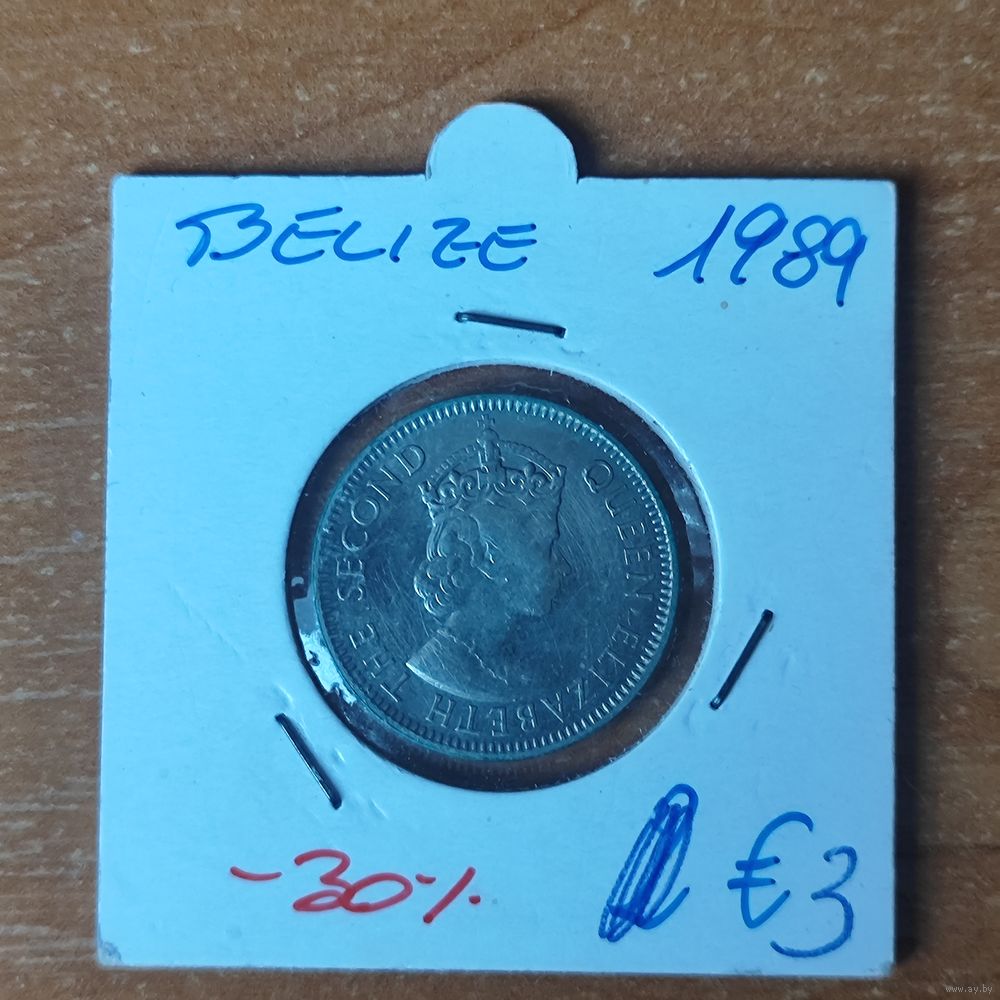 BELIZE 1989
QUEEN ELIZABETH THE SECOND
-30%
€3
www.ay.by